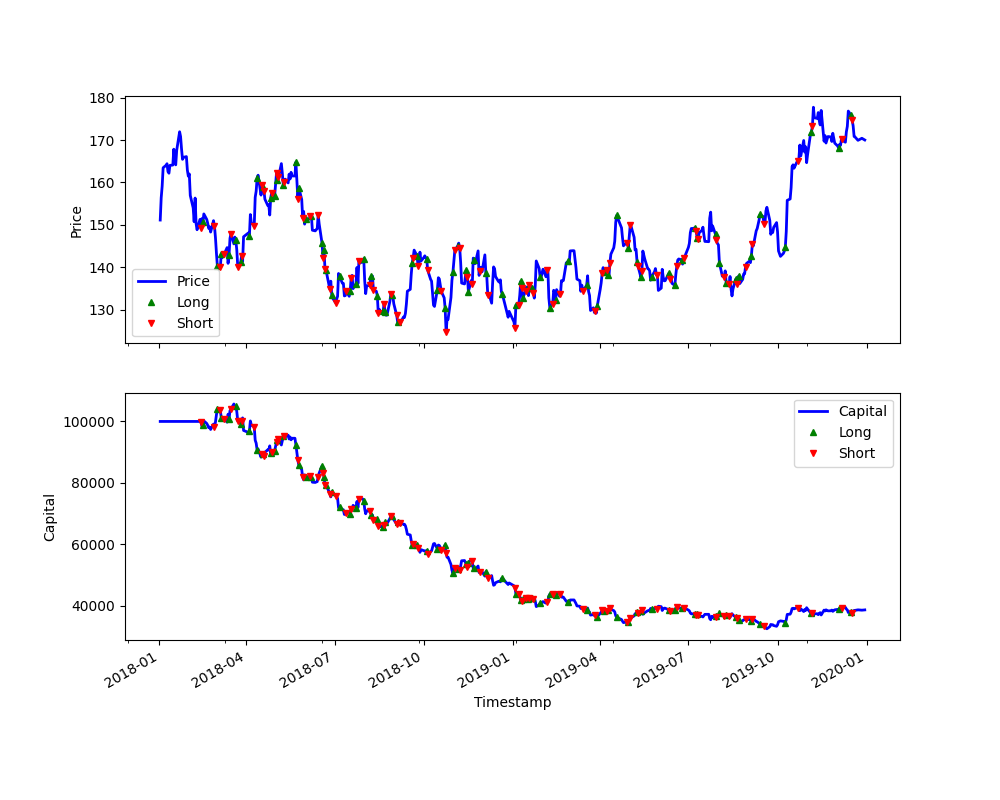 180
170
160
150
140
130
Price
Price
Long
Short
100000
80000
60000
40000
Capital
Capital
Long
Short
2018-01
2018-04
2018-07
2018-10
2019-01
2019-04
2019-07
2019-10
2020-01
Timestamp